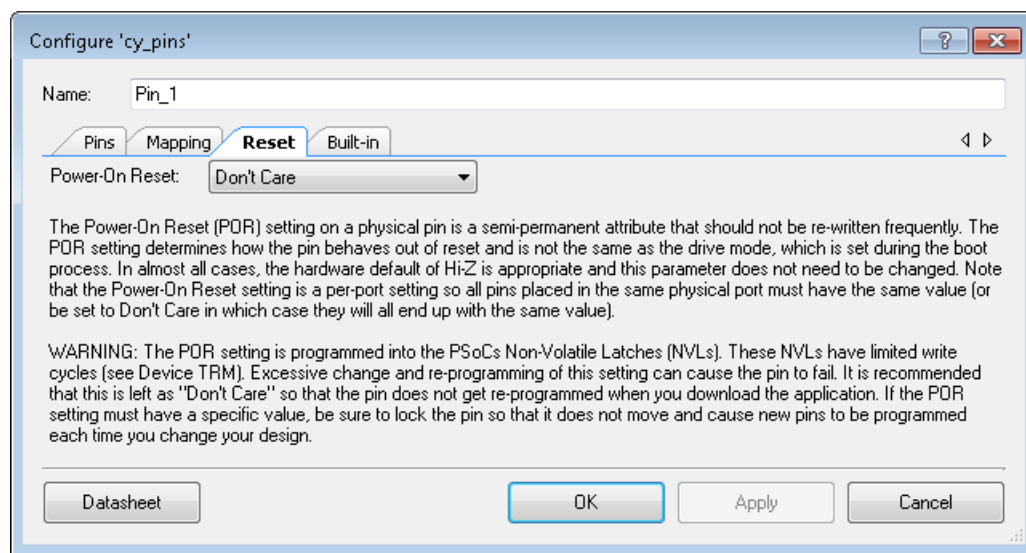 Configure 'cy_pins'
?
Name: Pin_1
Pins Mapping Reset Built-in
Power-On Reset: Don't Care
The Power-On Reset (POR) setting on a physical pin is a semi-permanent attribute that should not be re-written frequently. The
POR setting determines how the pin behaves out of reset and is not the same as the drive mode, which is set during the boot
process. In almost all cases, the hardware default of Hi-Z is appropriate and this parameter does not need to be changed. Note
that the Power-On Reset setting is a per-port setting so all pins placed in the same physical port must have the same value (or
be set to Don't Care in which case they will all end up with the same value).
WARNING: The POR setting is programmed into the PSoCs Non-Volatile Latches (NVLs). These NVLs have limited write
cycles (see Device TRM). Excessive change and re-programming of this setting can cause the pin to fail. It is recommended
that this is left as "Don't Care" so that the pin does not get re-programmed when you download the application. If the POR
setting must have a specific value, be sure to lock the pin so that it does not move and cause new pins to be programmed
each time you change your design.
Datasheet OK Apply Cancel